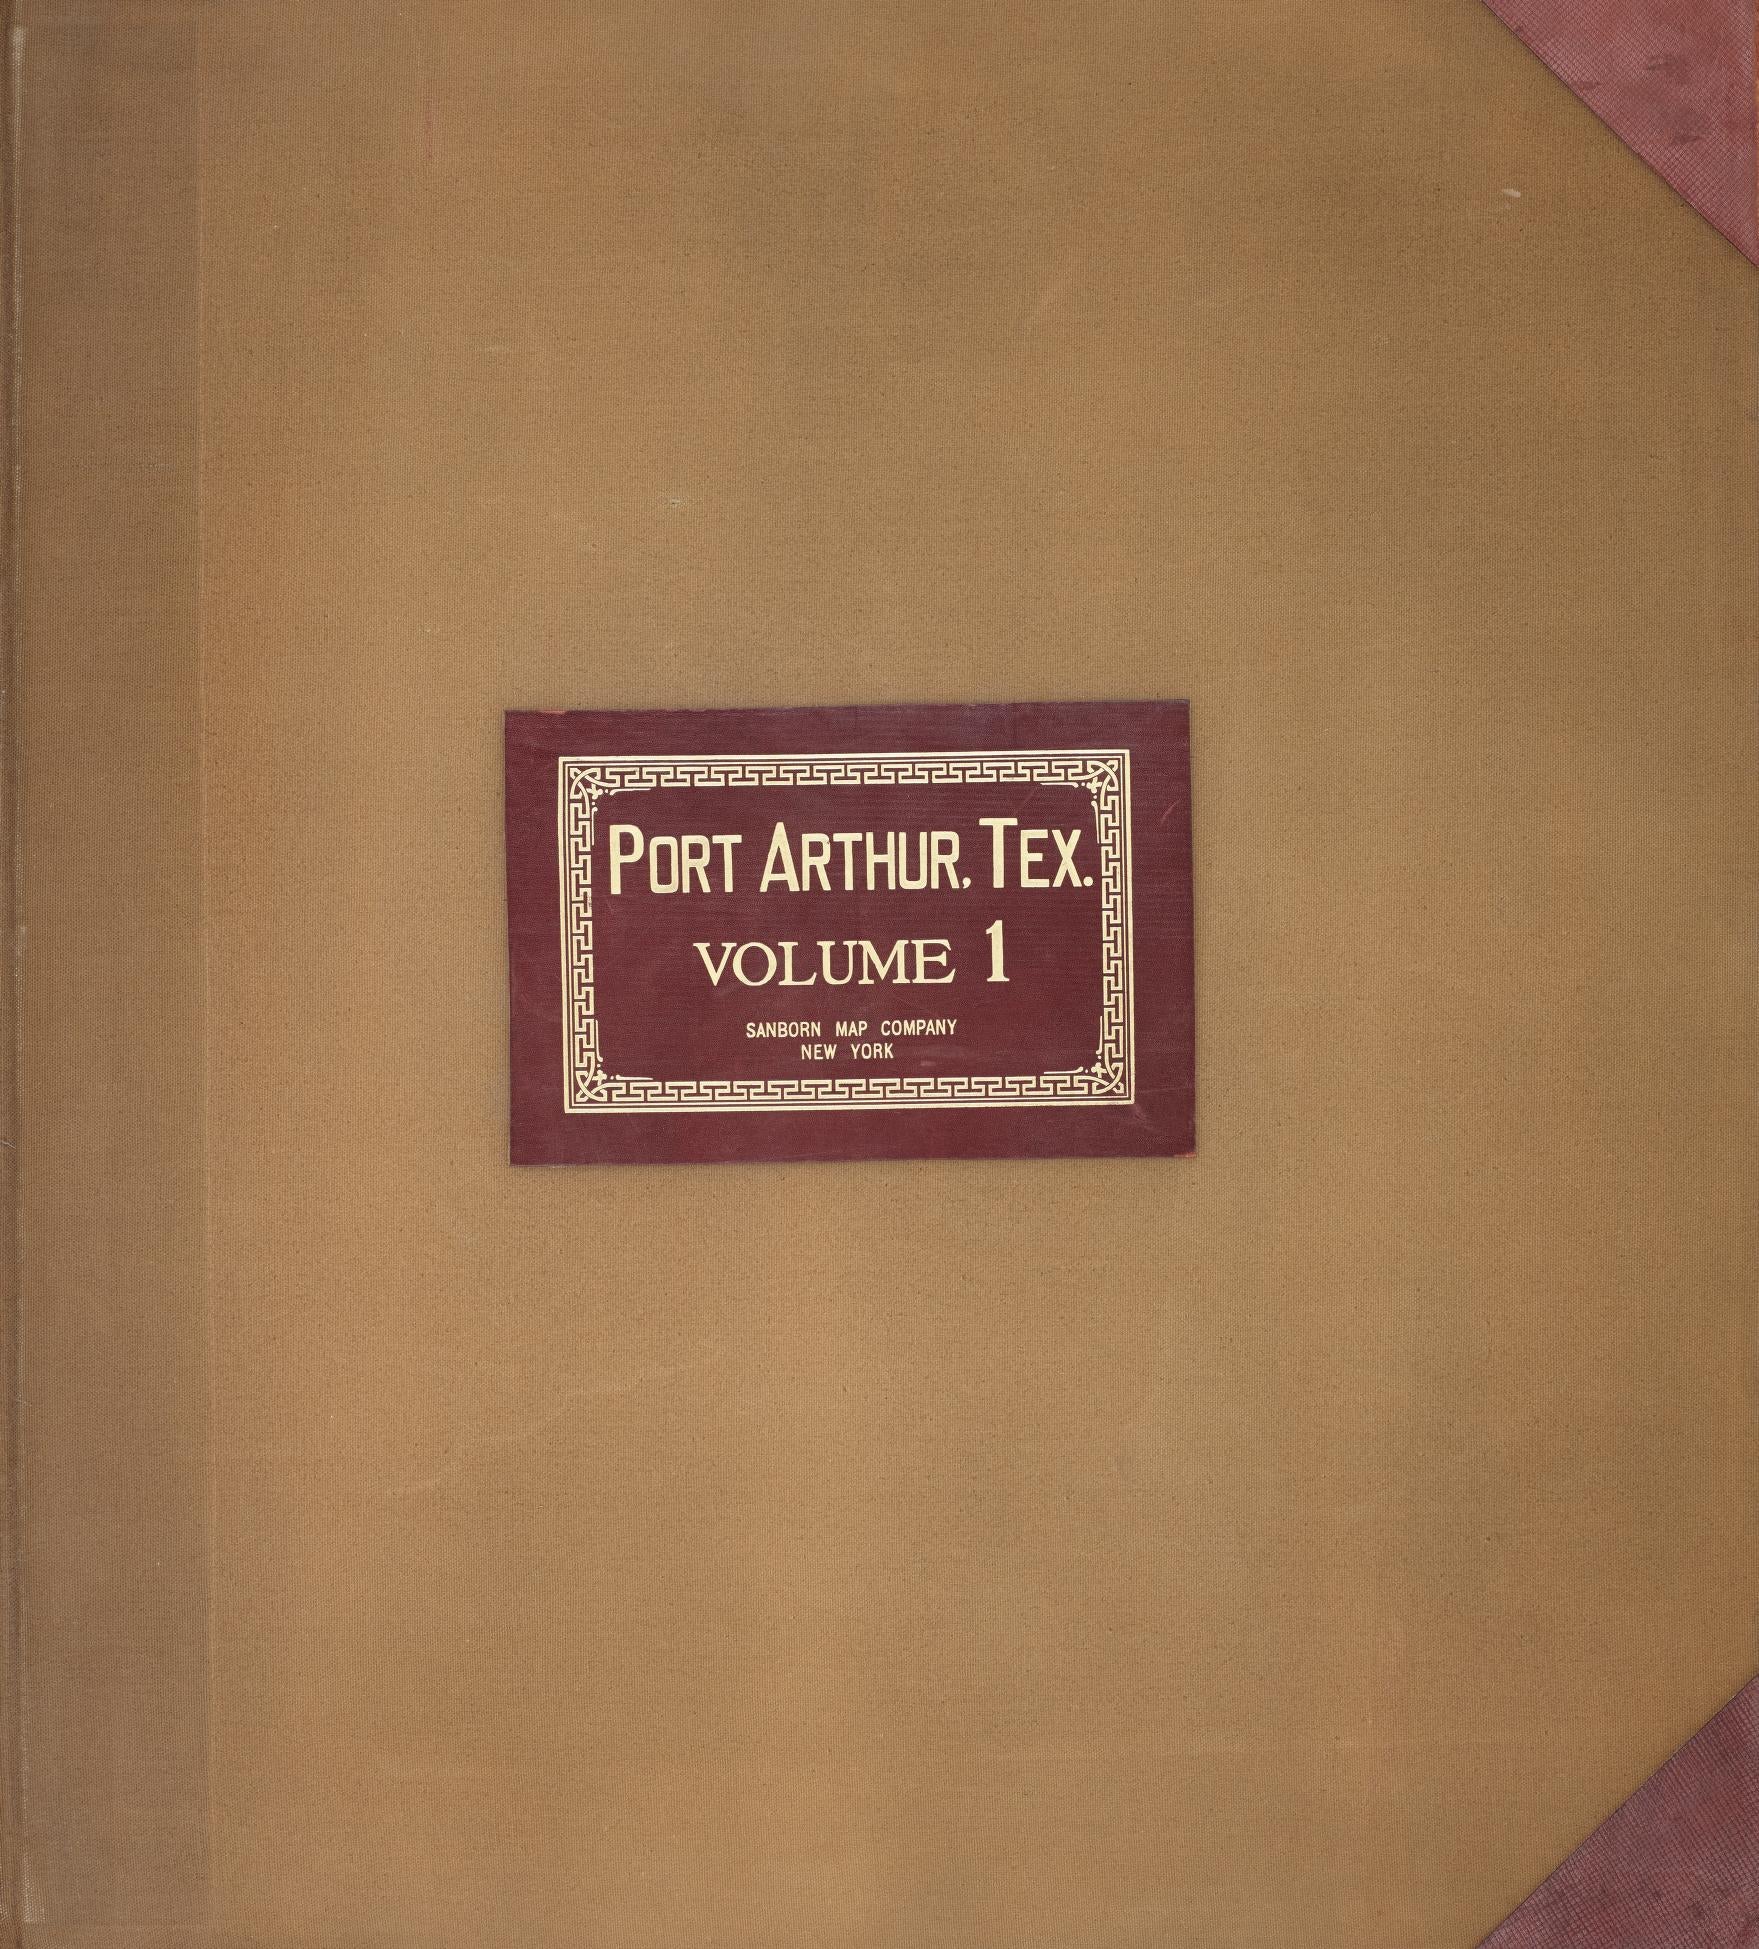 PORT ARTHUR, TEX.
VOLUME 1
SANBORN MAP COMPANY
NEW YORK